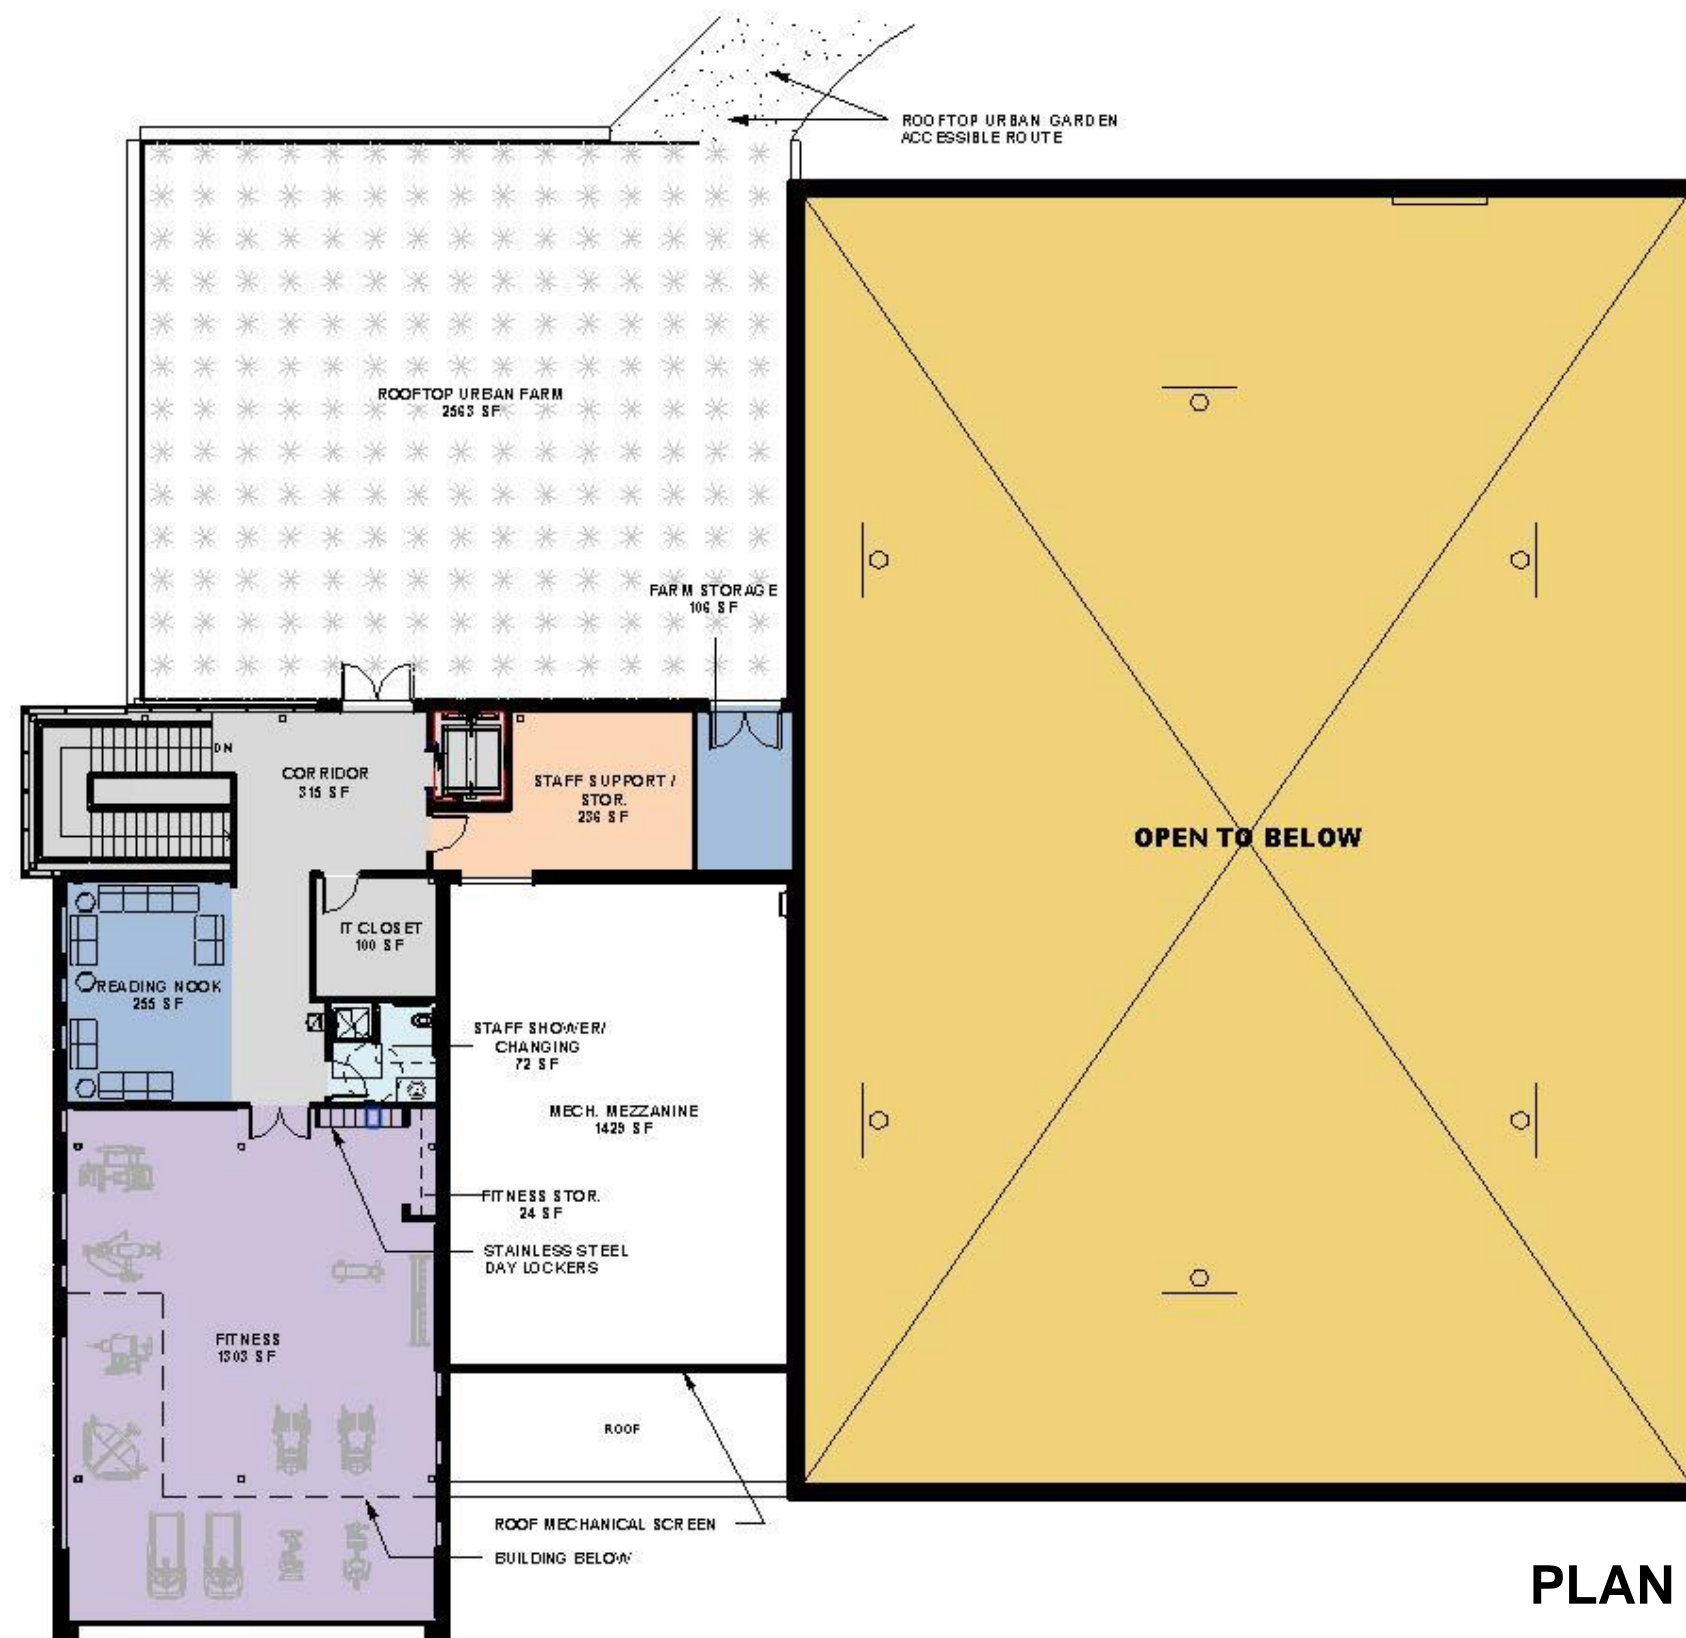 ROOFTOP URBAN GARDEN
ACCESSIBLE ROUTE
ROOFTOP URBAN FARM
2563 SF
FARM STORAGE
106 SF
DN
CORRIDOR
315 SF
STAFF SUPPORT /
STOR.
236 SF
OPEN TO BELOW
IT CLOSET
100 SF
READING NOOK
255 SF
STAFF SHOWER/
CHANGING
72 SF
MECH. MEZZANINE
1429 SF
FITNESS STOR.
24 SF
STAINLESS STEEL
DAY LOCKERS
FITNESS
1303 SF
ROOF
ROOF MECHANICAL SCREEN
BUILDING BELOW
PLAN